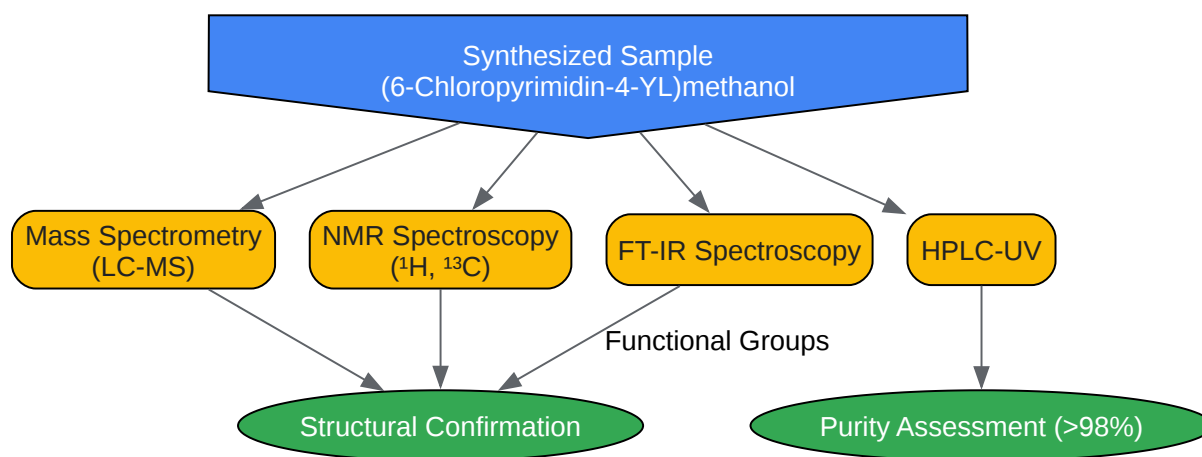 Synthesized Sample
(6-Chloropyrimidin-4-YL)methanol
Mass Spectrometry
(LC-MS)
NMR Spectroscopy
(¹H, ¹³C)
FT-IR Spectroscopy
HPLC-UV
Functional Groups
Structural Confirmation
Purity Assessment (>98%)